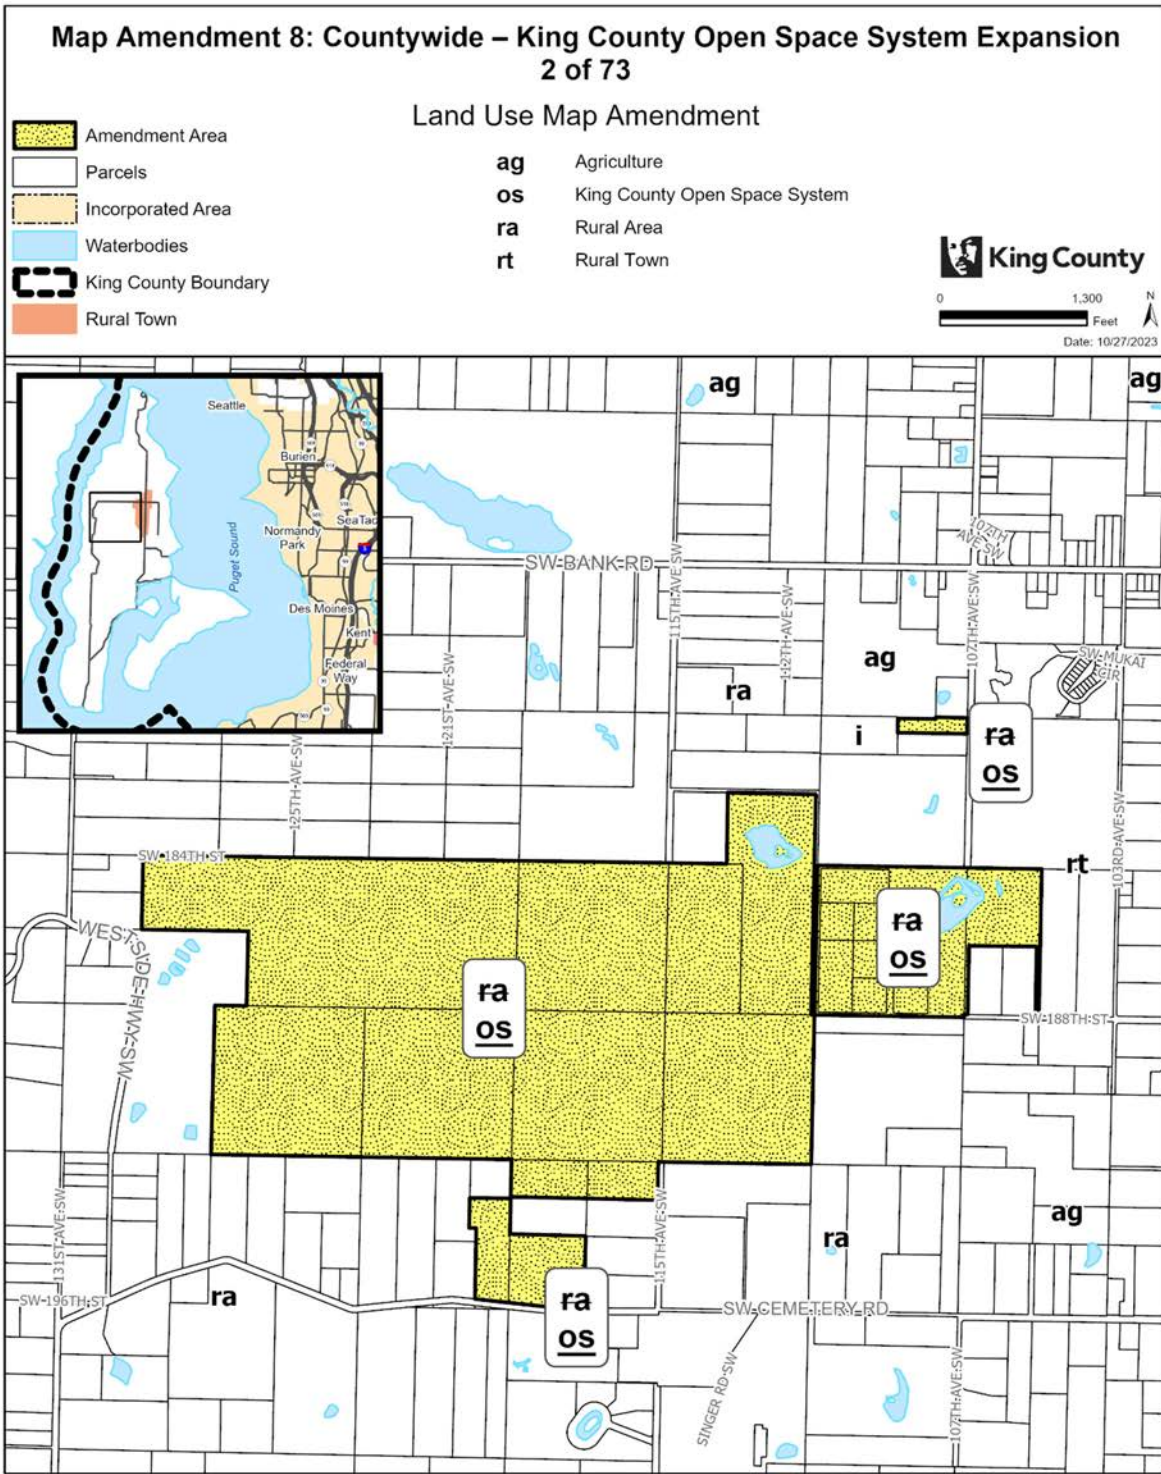 Map Amendment 8: Countywide – King County Open Space System Expansion
2 of 73
Land Use Map Amendment
Amendment Area
Parcels
Incorporated Area
Waterbodies
King County Boundary
Rural Town
ag Agriculture
os King County Open Space System
ra Rural Area
rt Rural Town
King County
0 1,300
Feet
N
Date: 10/27/2023
Seattle
Burien
SeaTac
Normandy
Park
Puget Sound
Des Moines
Kent
Federal
Way
ag
ag
107TH
AVE SW
SW BANK RD
115TH AVE SW
112TH AVE SW
107TH AVE SW
SW MUKAI
CIR
121ST AVE SW
ag
ra
i
ra
os
125TH AVE SW
103RD AVE SW
SW 184TH ST
rt
WESTSIDE HWY SW
ra
os
ra
os
SW 188TH ST
131ST AVE SW
115TH AVE SW
ag
ra
SW 196TH ST
ra
ra
os
SW CEMETERY RD
SINGER RD SW
107TH AVE SW